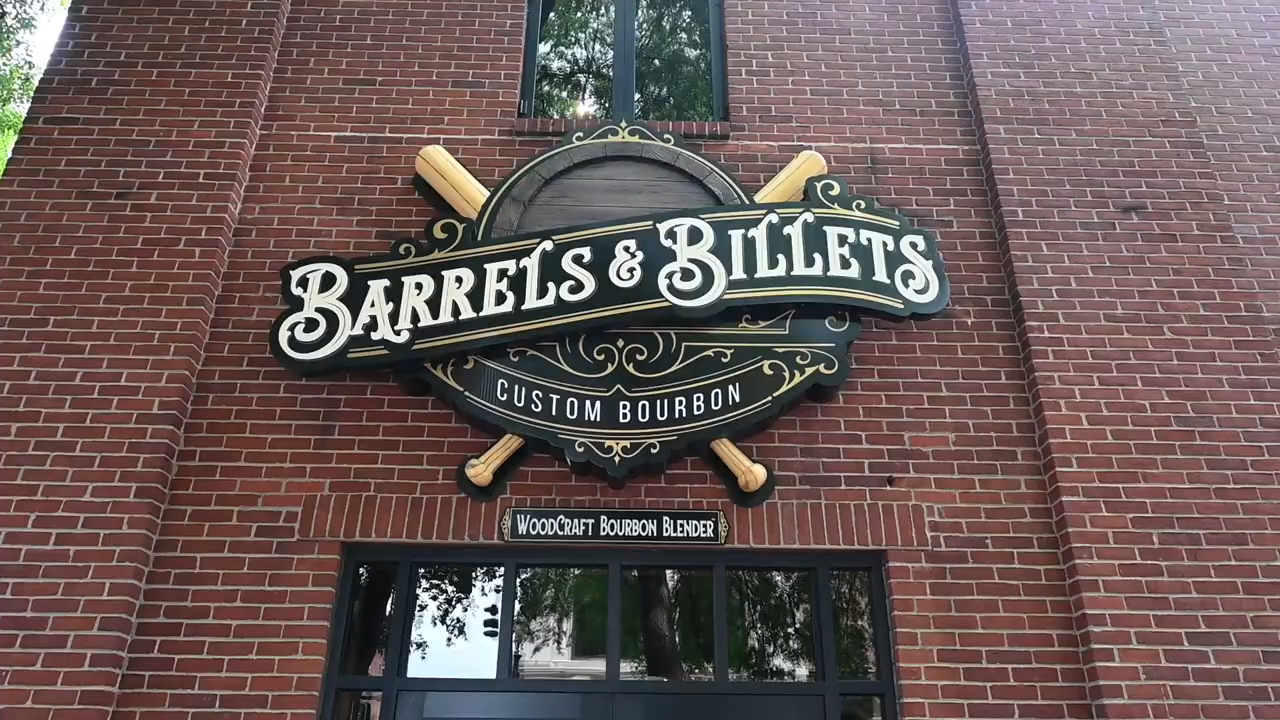 BARRELS & BILLETS
CUSTOM BOURBON
WOODCRAFT BOURBON BLENDER